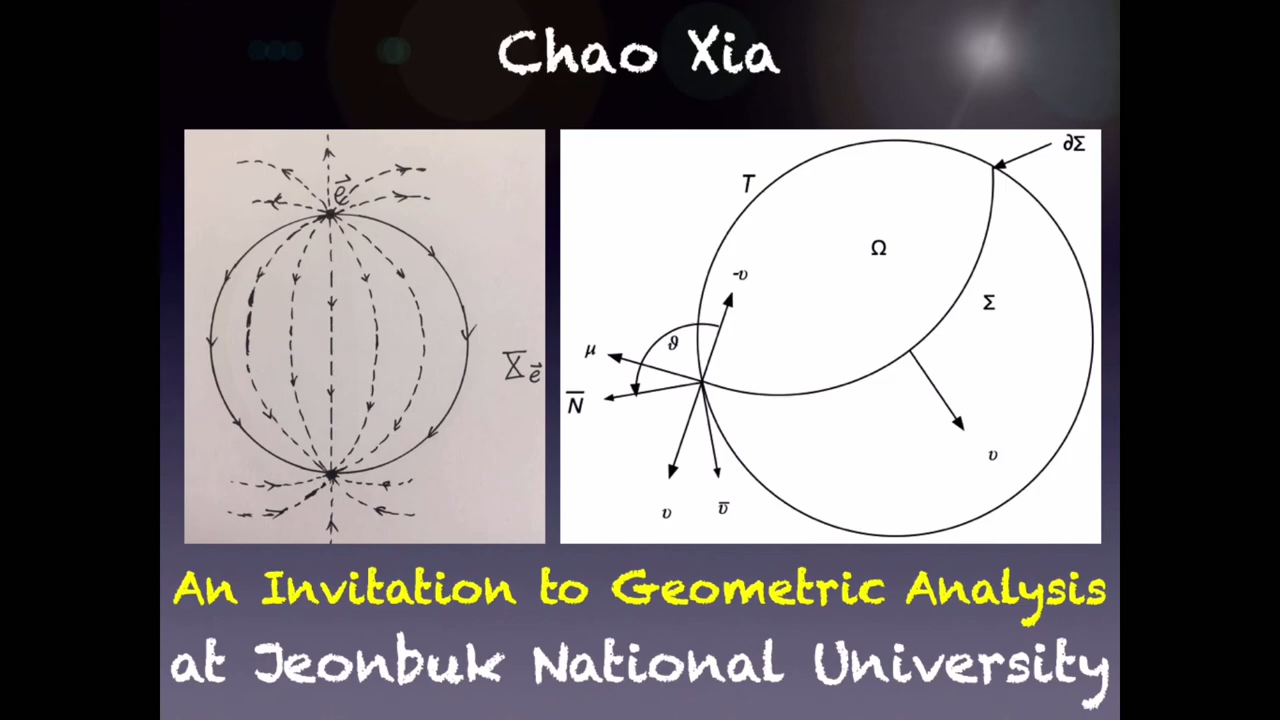 Chao Xia
e⃗
X_e⃗
T
∂Σ
Ω
-υ
Σ
ϑ
μ
N̅
υ
υ
υ̅
An Invitation to Geometric Analysis
at Jeonbuk National University